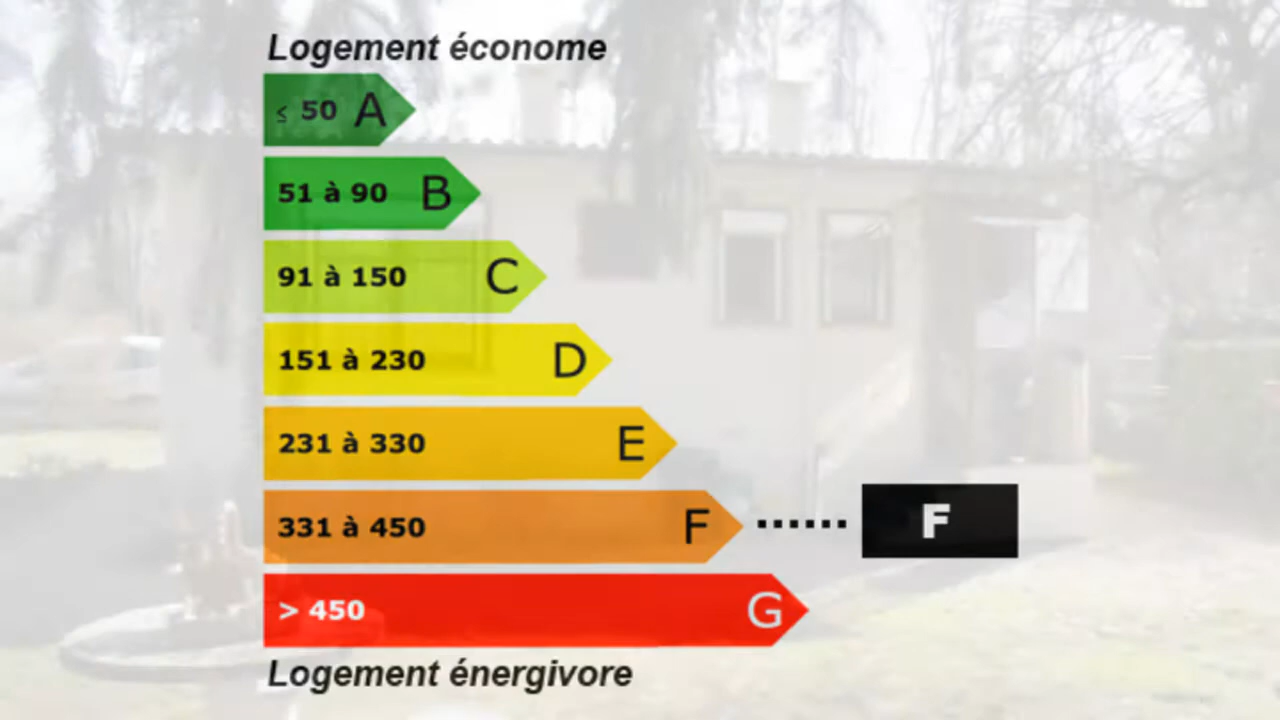 Logement économe
≤ 50 A
51 à 90 B
91 à 150 C
151 à 230 D
231 à 330 E
331 à 450 F F
> 450 G
Logement énergivore